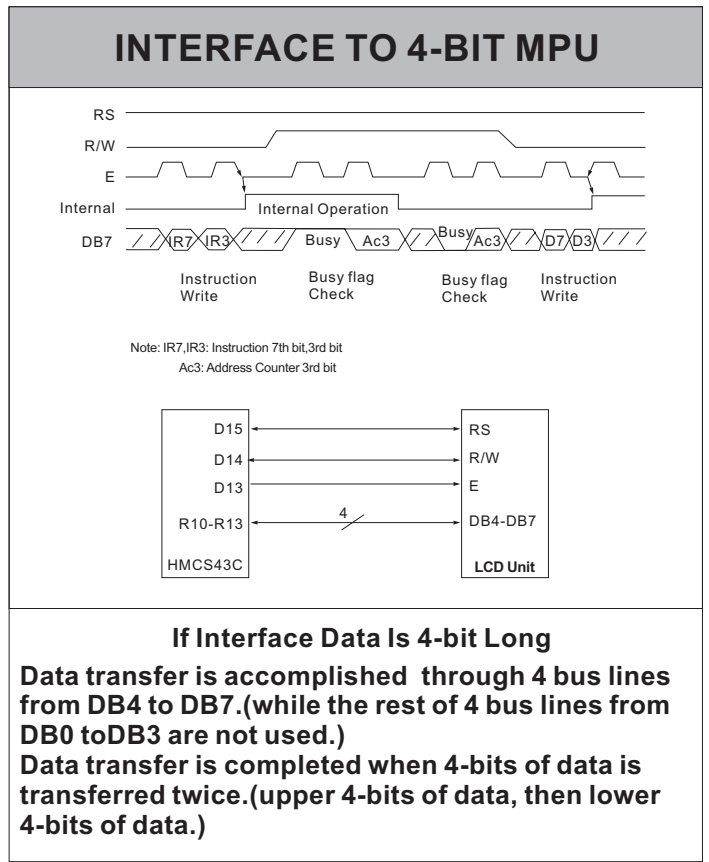 INTERFACE TO 4-BIT MPU
RS
R/W
E
Internal Internal Operation
DB7 IR7 IR3 Busy Ac3 Busy Ac3 D7 D3
Instruction Write
Busy flag Check
Busy flag Check
Instruction Write
Note: IR7,IR3: Instruction 7th bit,3rd bit
Ac3: Address Counter 3rd bit
D15 RS
D14 R/W
D13 E
R10-R13 4 DB4-DB7
HMCS43C LCD Unit
If Interface Data Is 4-bit Long
Data transfer is accomplished through 4 bus lines
from DB4 to DB7.(while the rest of 4 bus lines from
DB0 toDB3 are not used.)
Data transfer is completed when 4-bits of data is
transferred twice.(upper 4-bits of data, then lower
4-bits of data.)